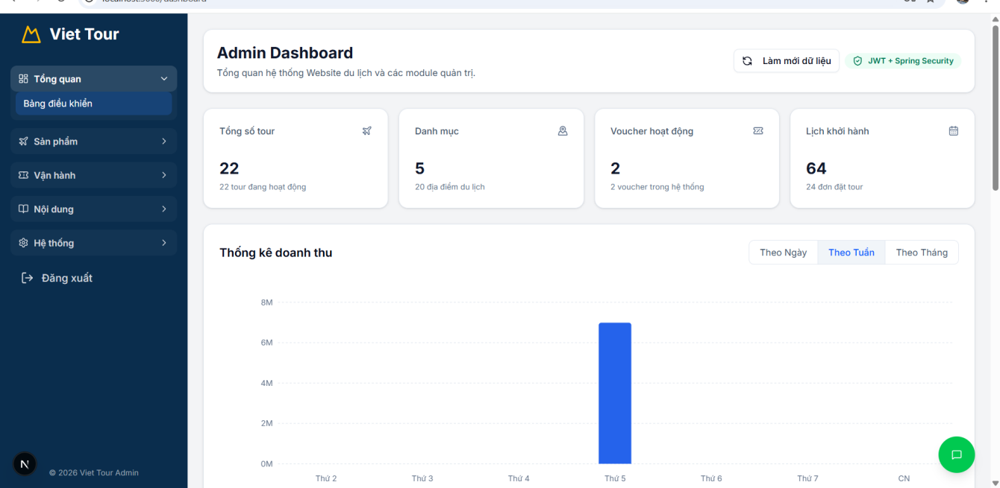 Viet Tour
Tổng quan
Bảng điều khiển
Sản phẩm
Vận hành
Nội dung
Hệ thống
Đăng xuất
N
© 2026 Viet Tour Admin
Admin Dashboard
Tổng quan hệ thống Website du lịch và các module quản trị.
Làm mới dữ liệu
JWT + Spring Security
Tổng số tour
22
22 tour đang hoạt động
Danh mục
5
20 địa điểm du lịch
Voucher hoạt động
2
2 voucher trong hệ thống
Lịch khởi hành
64
24 đơn đặt tour
Thống kê doanh thu
Theo Ngày
Theo Tuần
Theo Tháng
8M
6M
4M
2M
0M
Thứ 2
Thứ 3
Thứ 4
Thứ 5
Thứ 6
Thứ 7
CN